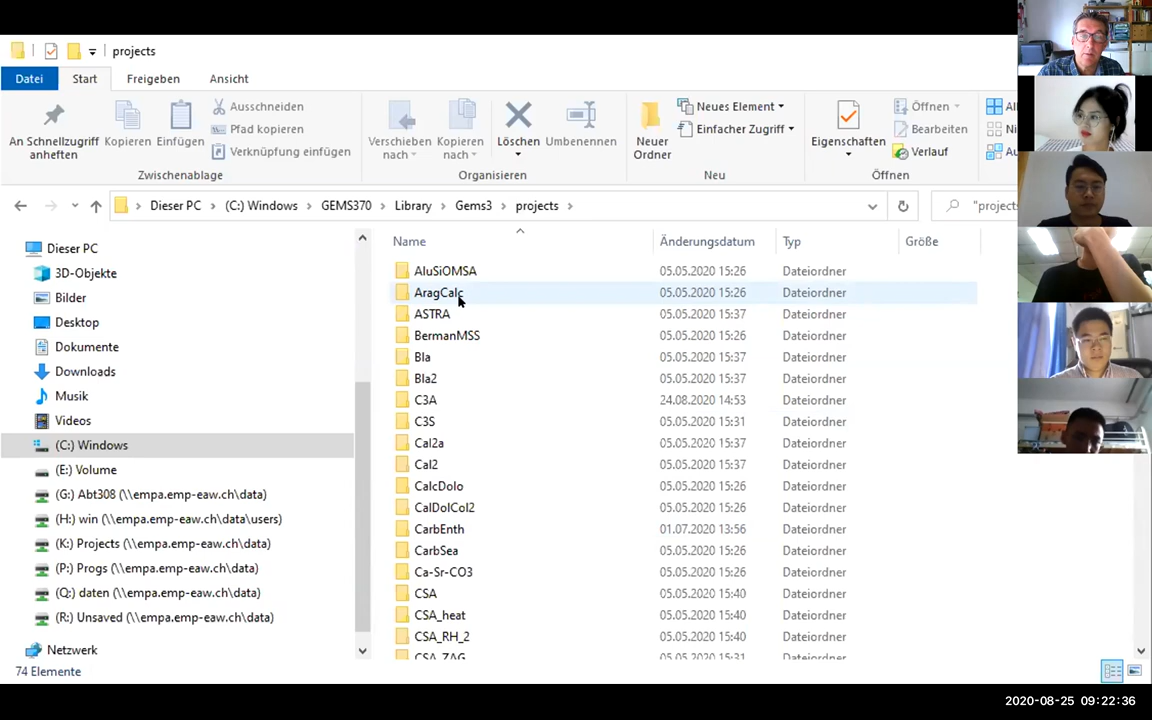 projects
Datei Start Freigeben Ansicht
An Schnellzugriff anheften
Kopieren
Einfügen
Ausschneiden
Pfad kopieren
Verknüpfung einfügen
Zwischenablage
Verschieben nach
Kopieren nach
Löschen
Umbenennen
Organisieren
Neuer Ordner
Neues Element
Einfacher Zugriff
Neu
Eigenschaften
Öffnen
Bearbeiten
Verlauf
Öffnen
Dieser PC > (C:) Windows > GEMS370 > Library > Gems3 > projects >
"projects
Dieser PC
3D-Objekte
Bilder
Desktop
Dokumente
Downloads
Musik
Videos
(C:) Windows
(E:) Volume
(G:) Abt308 (\\empa.emp-eaw.ch\data)
(H:) win (\\empa.emp-eaw.ch\data\users)
(K:) Projects (\\empa.emp-eaw.ch\data)
(P:) Progs (\\empa.emp-eaw.ch\data)
(Q:) daten (\\empa.emp-eaw.ch\data)
(R:) Unsaved (\\empa.emp-eaw.ch\data)
Netzwerk
Name Änderungsdatum Typ Größe
AluSiOMSA 05.05.2020 15:26 Dateiordner
AragCalc 05.05.2020 15:26 Dateiordner
ASTRA 05.05.2020 15:37 Dateiordner
BermanMSS 05.05.2020 15:26 Dateiordner
Bla 05.05.2020 15:37 Dateiordner
Bla2 05.05.2020 15:37 Dateiordner
C3A 24.08.2020 14:53 Dateiordner
C3S 05.05.2020 15:31 Dateiordner
Cal2a 05.05.2020 15:37 Dateiordner
Cal2 05.05.2020 15:37 Dateiordner
CalcDolo 05.05.2020 15:26 Dateiordner
CalDolCol2 05.05.2020 15:26 Dateiordner
CarbEnth 01.07.2020 13:56 Dateiordner
CarbSea 05.05.2020 15:26 Dateiordner
Ca-Sr-CO3 05.05.2020 15:26 Dateiordner
CSA 05.05.2020 15:40 Dateiordner
CSA_heat 05.05.2020 15:40 Dateiordner
CSA_RH_2 05.05.2020 15:40 Dateiordner
CSA_ZAG 05.05.2020 15:31 Dateiordner
74 Elemente
2020-08-25 09:22:36